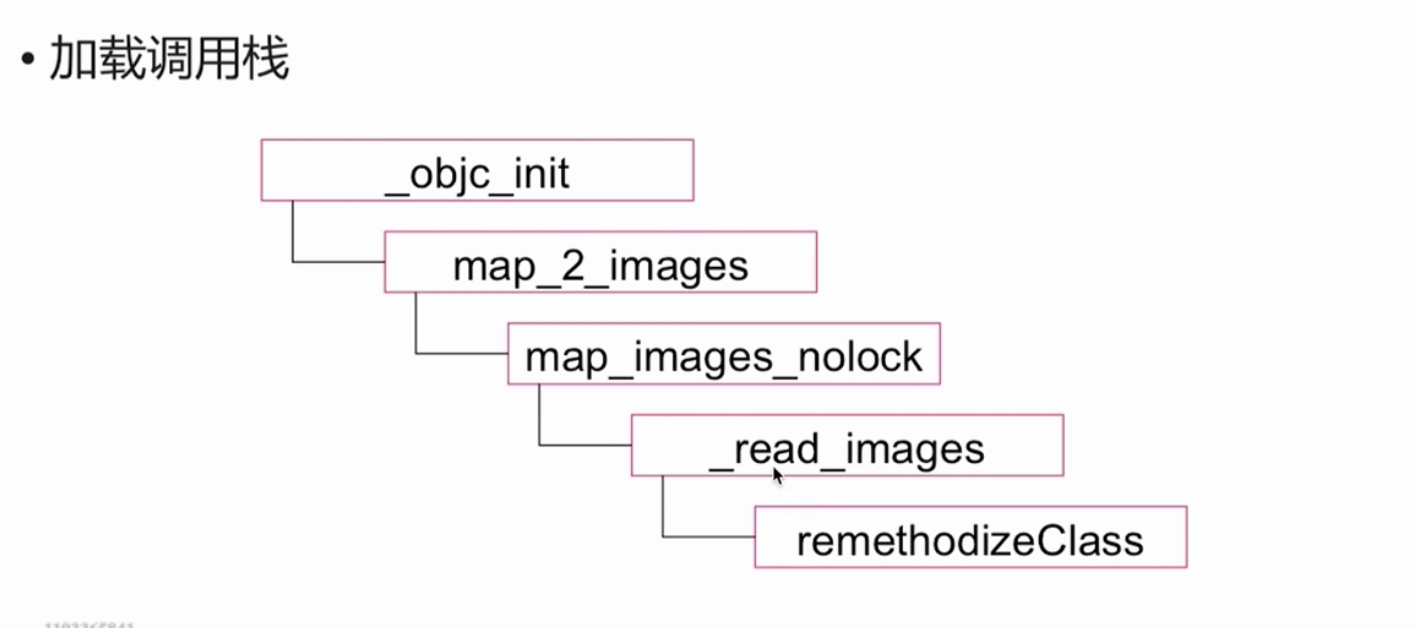 • 加载调用栈
_objc_init
map_2_images
map_images_nolock
_read_images
remethodizeClass